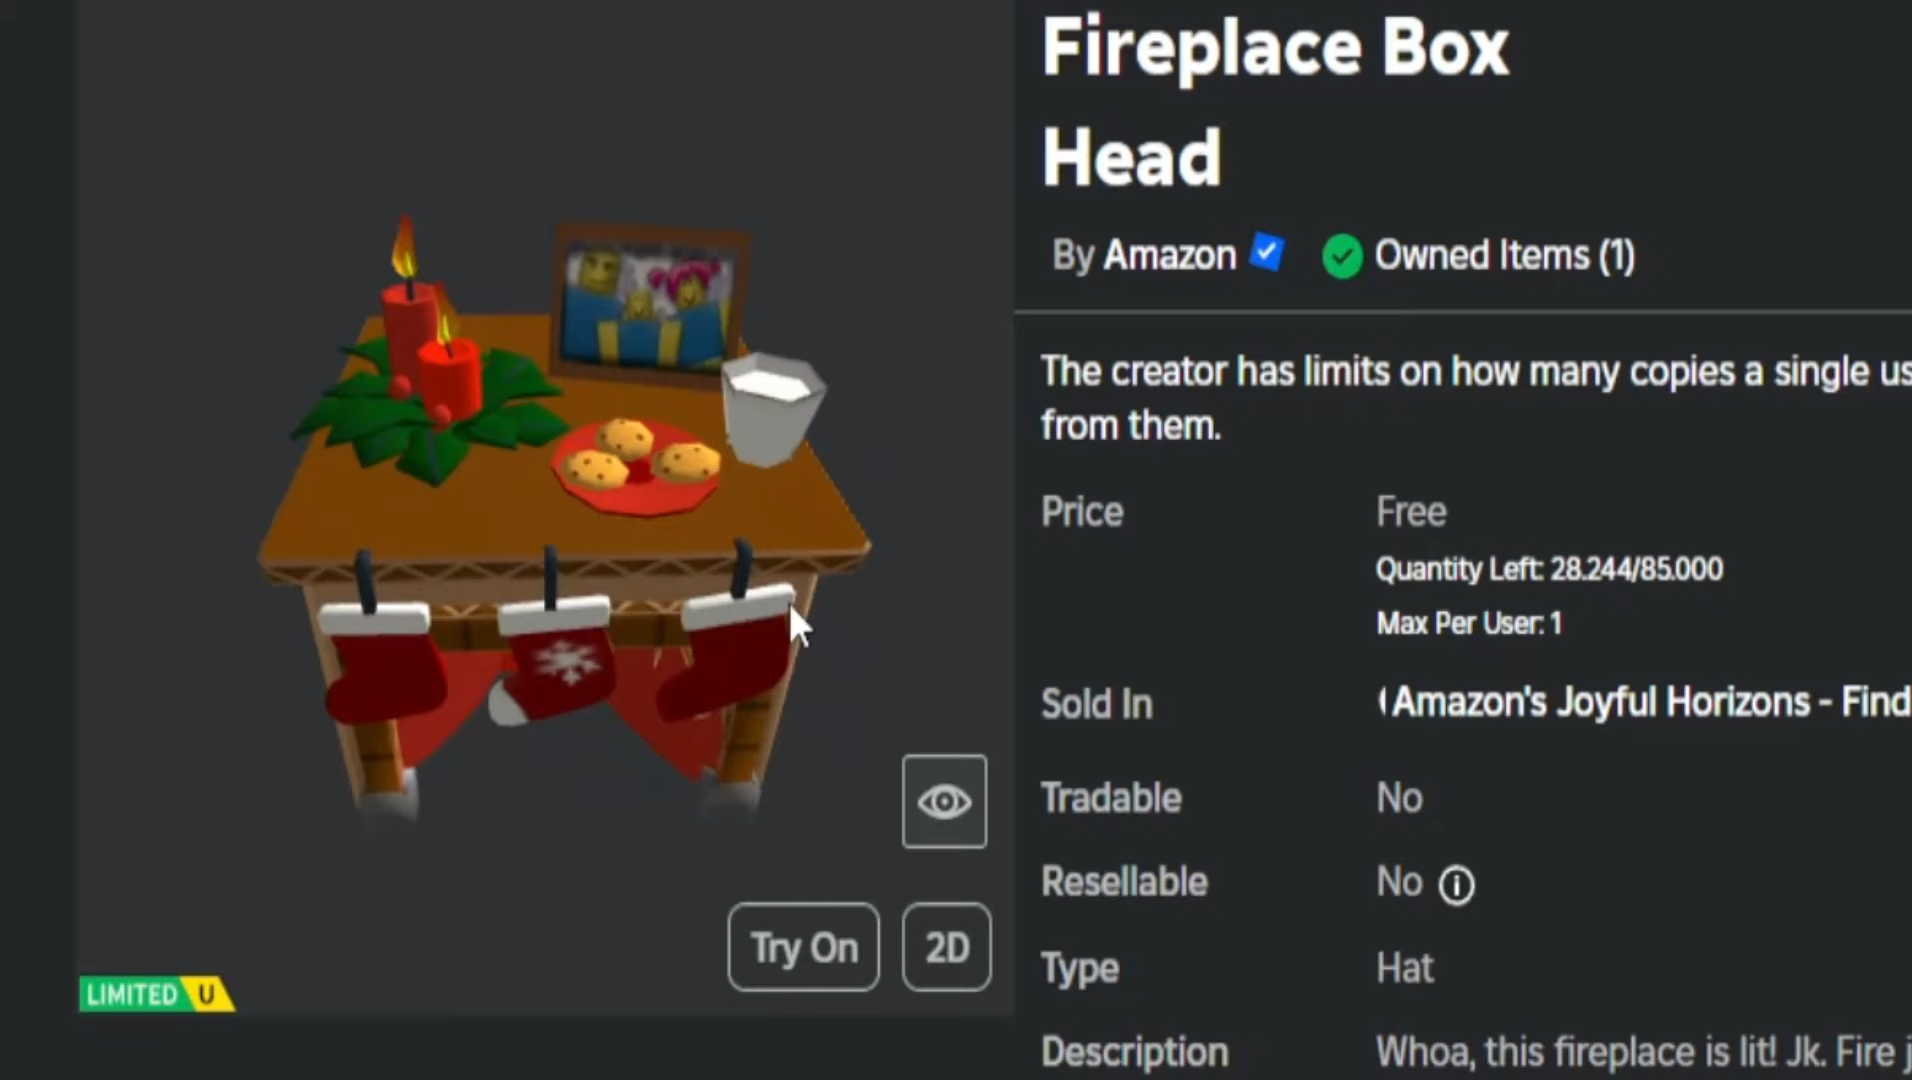 Fireplace Box
Head
By Amazon Owned Items (1)
The creator has limits on how many copies a single us
from them.
Price Free
Quantity Left: 28.244/85.000
Max Per User: 1
Sold In Amazon's Joyful Horizons - Find
Tradable No
Resellable No
Type Hat
Description Whoa, this fireplace is lit! Jk. Fire j
Try On
2D
LIMITED U